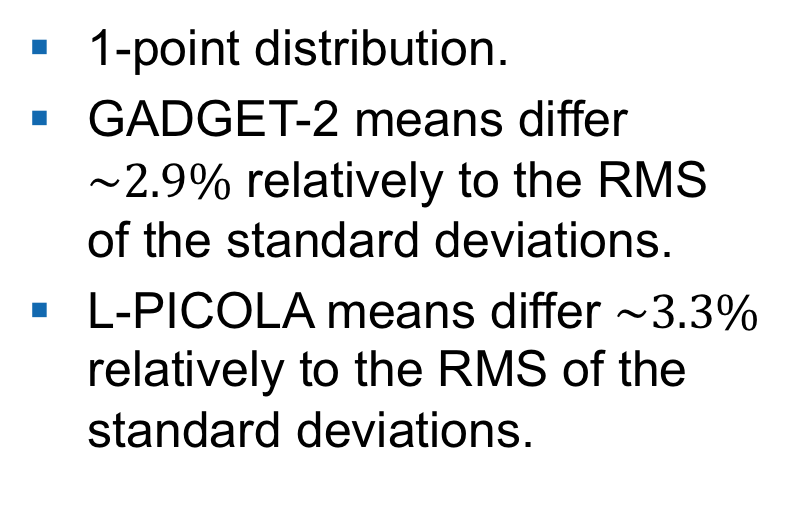 ▪ 1-point distribution.
▪ GADGET-2 means differ
~2.9% relatively to the RMS
of the standard deviations.
▪ L-PICOLA means differ ~3.3%
relatively to the RMS of the
standard deviations.